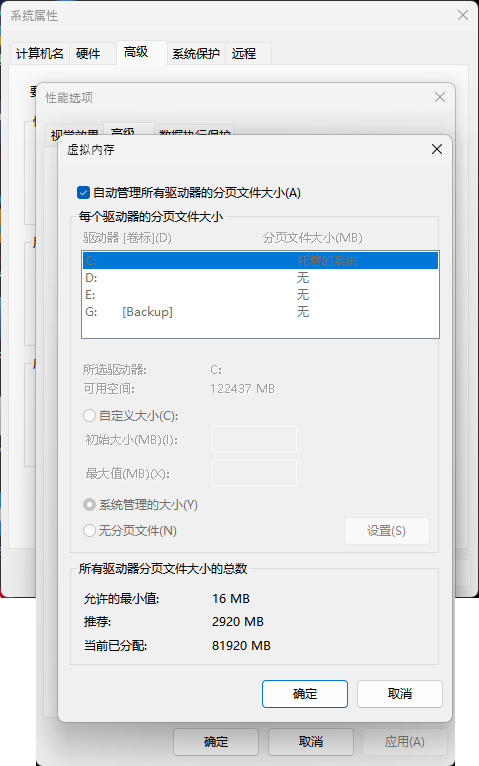 系统属性
计算机名 硬件 高级 系统保护 远程
性能选项
视觉效果 高级 数据执行保护
虚拟内存
自动管理所有驱动器的分页文件大小(A)
每个驱动器的分页文件大小
驱动器 [卷标](D) 分页文件大小(MB)
C: 托管的系统
D: 无
E: 无
G: [Backup] 无
所选驱动器: C:
可用空间: 122437 MB
自定义大小(C):
初始大小(MB)(I):
最大值(MB)(X):
系统管理的大小(Y)
无分页文件(N) 设置(S)
所有驱动器分页文件大小的总数
允许的最小值: 16 MB
推荐: 2920 MB
当前已分配: 81920 MB
确定 取消
确定 取消 应用(A)